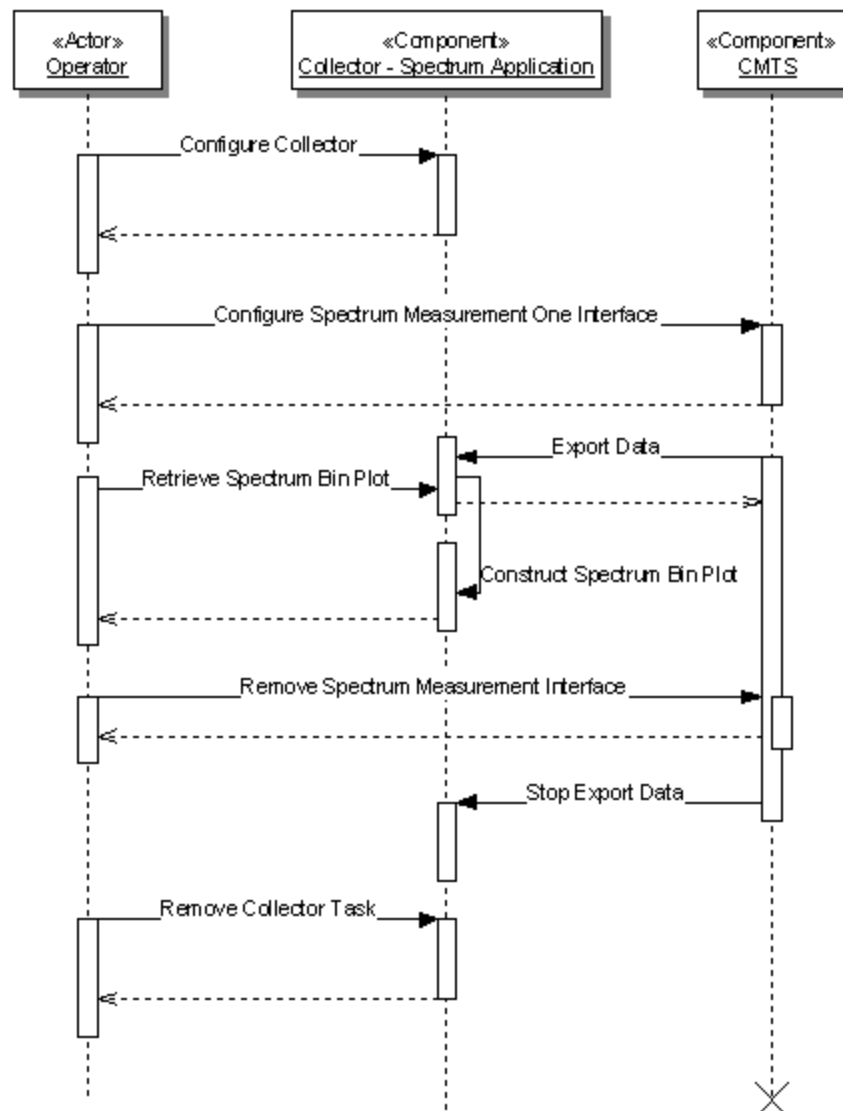 «Actor»
Operator
«Component»
Collector - Spectrum Application
«Component»
CMTS
Configure Collector
Configure Spectrum Measurement One Interface
Export Data
Retrieve Spectrum Bin Plot
Construct Spectrum Bin Plot
Remove Spectrum Measurement Interface
Stop Export Data
Remove Collector Task